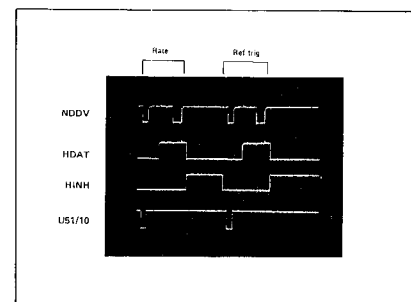 Rate Ref trig
NDDV
HDAT
HINH
U51/10